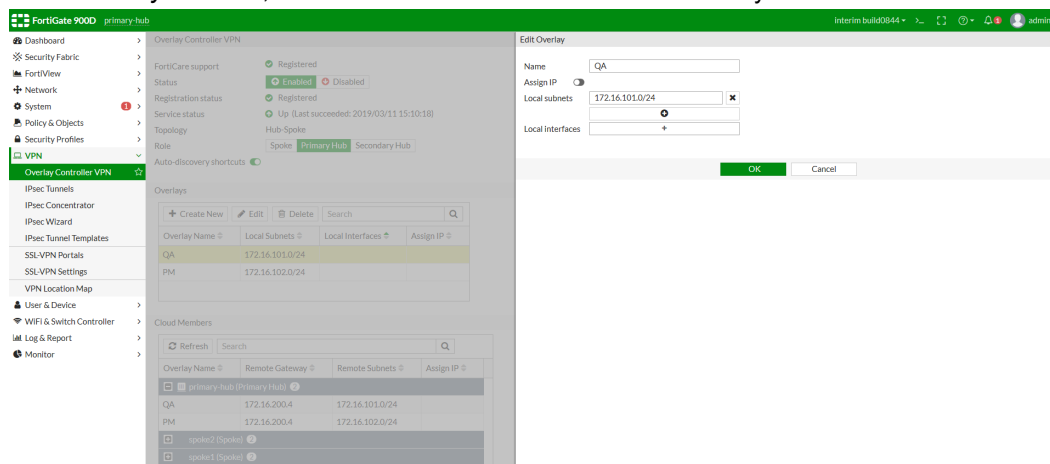 FortiGate 900D primary-hub
interim build0844
admin
Dashboard
Security Fabric
FortiView
Network
System 1
Policy & Objects
Security Profiles
VPN
Overlay Controller VPN
IPsec Tunnels
IPsec Concentrator
IPsec Wizard
IPsec Tunnel Templates
SSL-VPN Portals
SSL-VPN Settings
VPN Location Map
User & Device
WiFi & Switch Controller
Log & Report
Monitor
Overlay Controller VPN
FortiCare support Registered
Status Enabled Disabled
Registration status Registered
Service status Up (Last succeeded: 2019/03/11 15:10:18)
Topology Hub-Spoke
Role Spoke Primary Hub Secondary Hub
Auto-discovery shortcuts
Overlays
+ Create New Edit Delete Search
Overlay Name Local Subnets Local Interfaces Assign IP
QA 172.16.101.0/24
PM 172.16.102.0/24
Cloud Members
Refresh Search
Overlay Name Remote Gateway Remote Subnets Assign IP
primary-hub (Primary Hub) 2
QA 172.16.200.4 172.16.101.0/24
PM 172.16.200.4 172.16.102.0/24
spoke2 (Spoke) 2
spoke1 (Spoke) 2
Edit Overlay
Name QA
Assign IP
Local subnets 172.16.101.0/24
Local interfaces +
OK Cancel